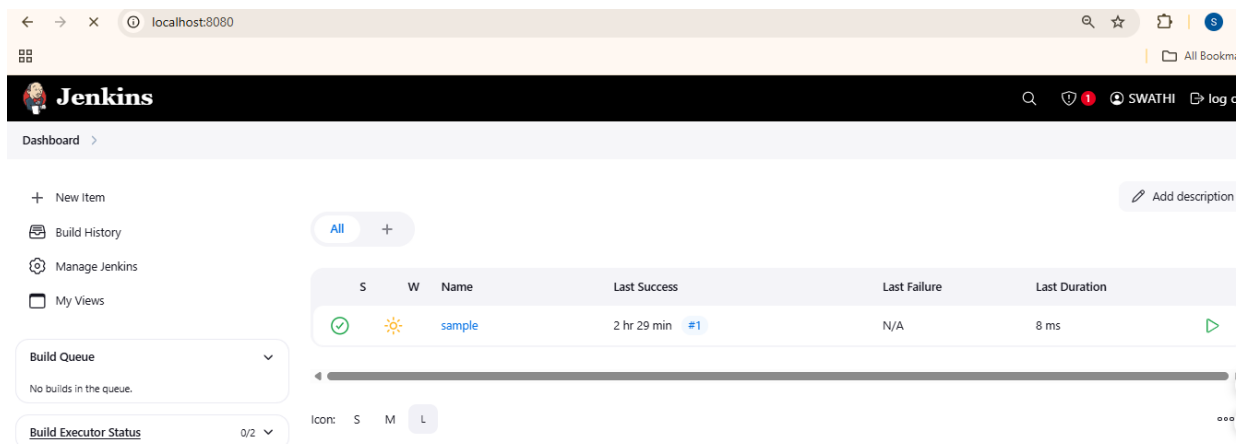 localhost:8080
S
All Bookma
Jenkins
1
SWATHI
log o
Dashboard
New Item
Add description
Build History
All
+
Manage Jenkins
My Views
S W Name Last Success Last Failure Last Duration
sample 2 hr 29 min #1 N/A 8 ms
Build Queue
No builds in the queue.
Icon: S M L
Build Executor Status 0/2